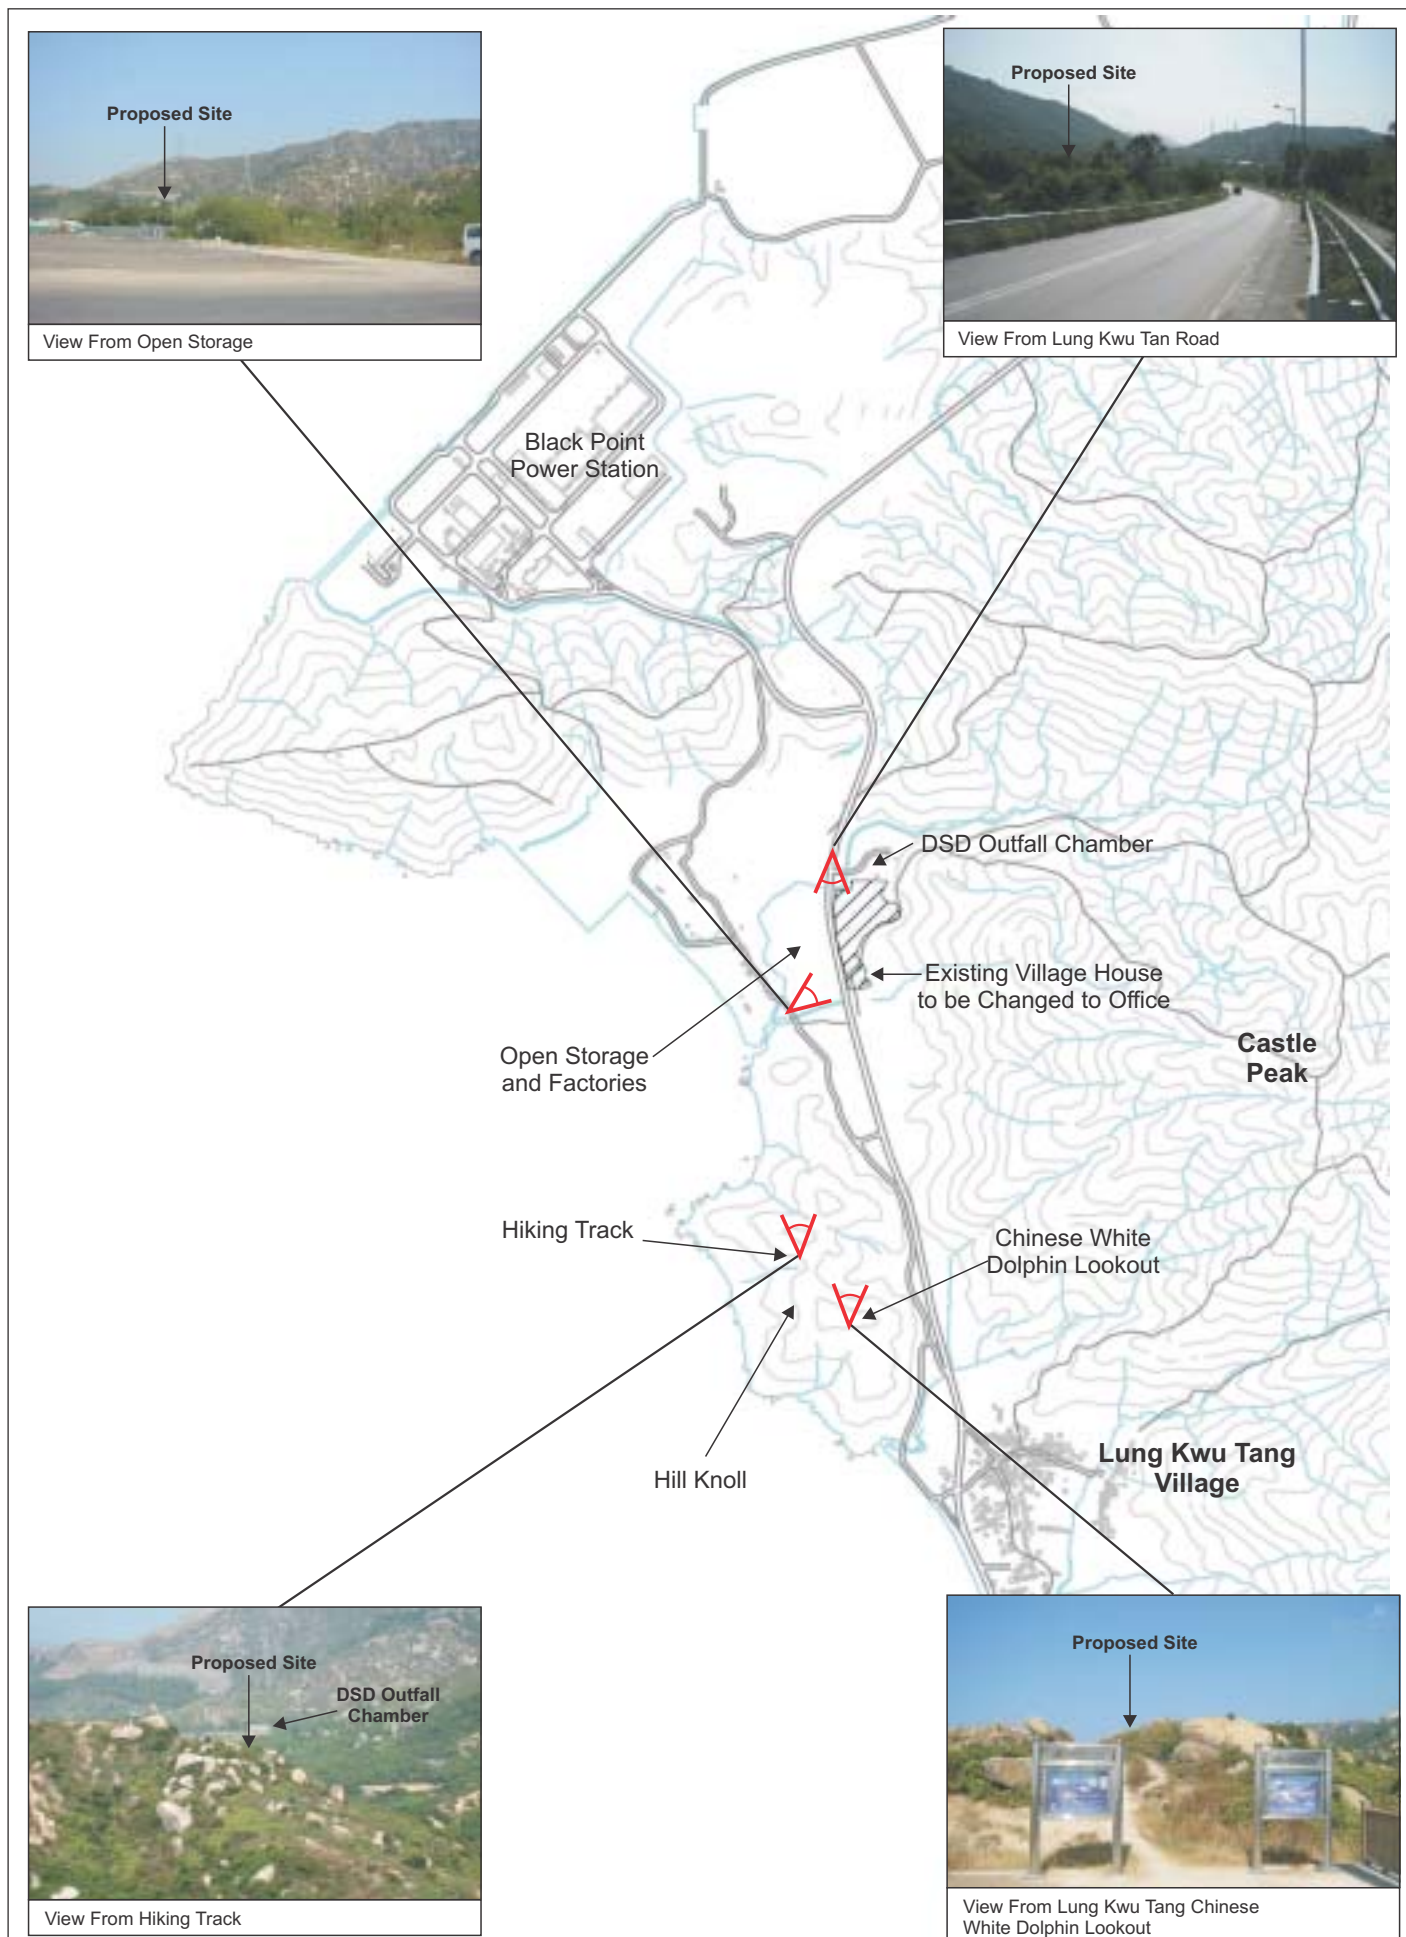 Proposed Site
View From Open Storage
Proposed Site
View From Lung Kwu Tan Road
Black Point
Power Station
DSD Outfall Chamber
Existing Village House
to be Changed to Office
Castle
Peak
Open Storage
and Factories
Hiking Track
Chinese White
Dolphin Lookout
Hill Knoll
Lung Kwu Tang
Village
Proposed Site
DSD Outfall
Chamber
View From Hiking Track
Proposed Site
View From Lung Kwu Tang Chinese
White Dolphin Lookout